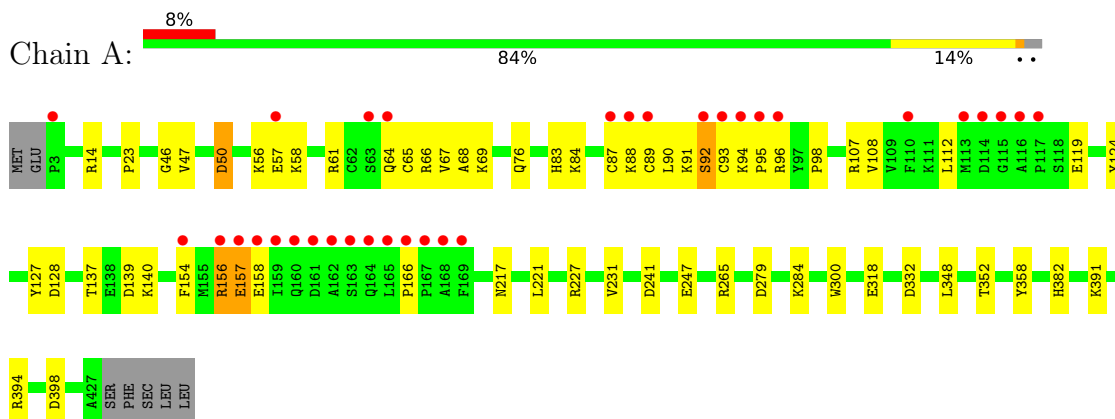 8%
Chain A:
84% 14% • •
MET GLU P3 R14 P23 G46 V47 D50 K56 E57 K58 R61 C62 S63 Q64 C65 R66 V67 A68 K69 Q76 H83 K84 C87 K88 C89 L90 K91 S92 C93 K94 P95 R96 Y97 P98 R107 V108 V109 F110 K111 L112 M113 D114 G115 A116 P117 S118 E119
Y127 D128 T137 E138 D139 K140 F154 M155 R156 E157 E158 I159 Q160 D161 A162 S163 Q164 L165 P166 P167 A168 F169 N217 L221 R227 V231 D241 E247 R265 D279 K284 W300 E318 D332 L348 T352 Y358 H382 K391
R394 D398 A427 SER PHE SEC LEU LEU